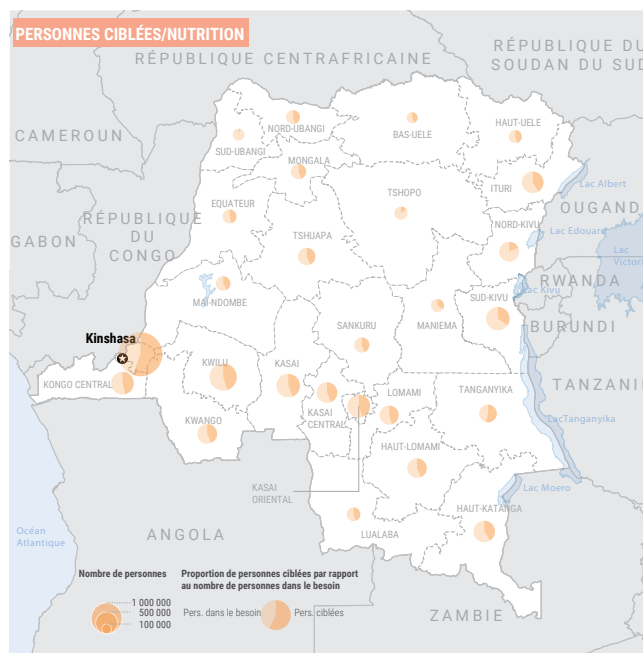 PERSONNES CIBLÉES/NUTRITION
RÉPUBLIQUE DU
SOUDAN DU SUD
RÉPUBLIQUE CENTRAFRICAINE
CAMEROUN
NORD-UBANGI
BAS-UELE
HAUT-UELE
SUD-UBANGI
MONGALA
ITURI
Lac Albert
TSHOPO
EQUATEUR
OUGAND
RÉPUBLIQUE
DU
CONGO
NORD-KIVU
TSHUAPA
Lac Edouard
GABON
Lac
Victoria
RWANDA
Lac Kivu
MAI-NDOMBE
SUD-KIVU
SANKURU
MANIEMA
BURUNDI
Kinshasa
KWILU
KASAI
KONGO CENTRAL
LOMAMI
TANGANYIKA
TANZANIE
KASAI
CENTRAL
KWANGO
LacTanganyika
HAUT-LOMAMI
KASAI
ORIENTAL
Lac Moero
HAUT-KATANGA
Océan
Atlantique
ANGOLA
LUALABA
Nombre de personnes
1 000 000
500 000
100 000
Proportion de personnes ciblées par rapport
au nombre de personnes dans le besoin
Pers. dans le besoin
Pers. ciblées
ZAMBIE